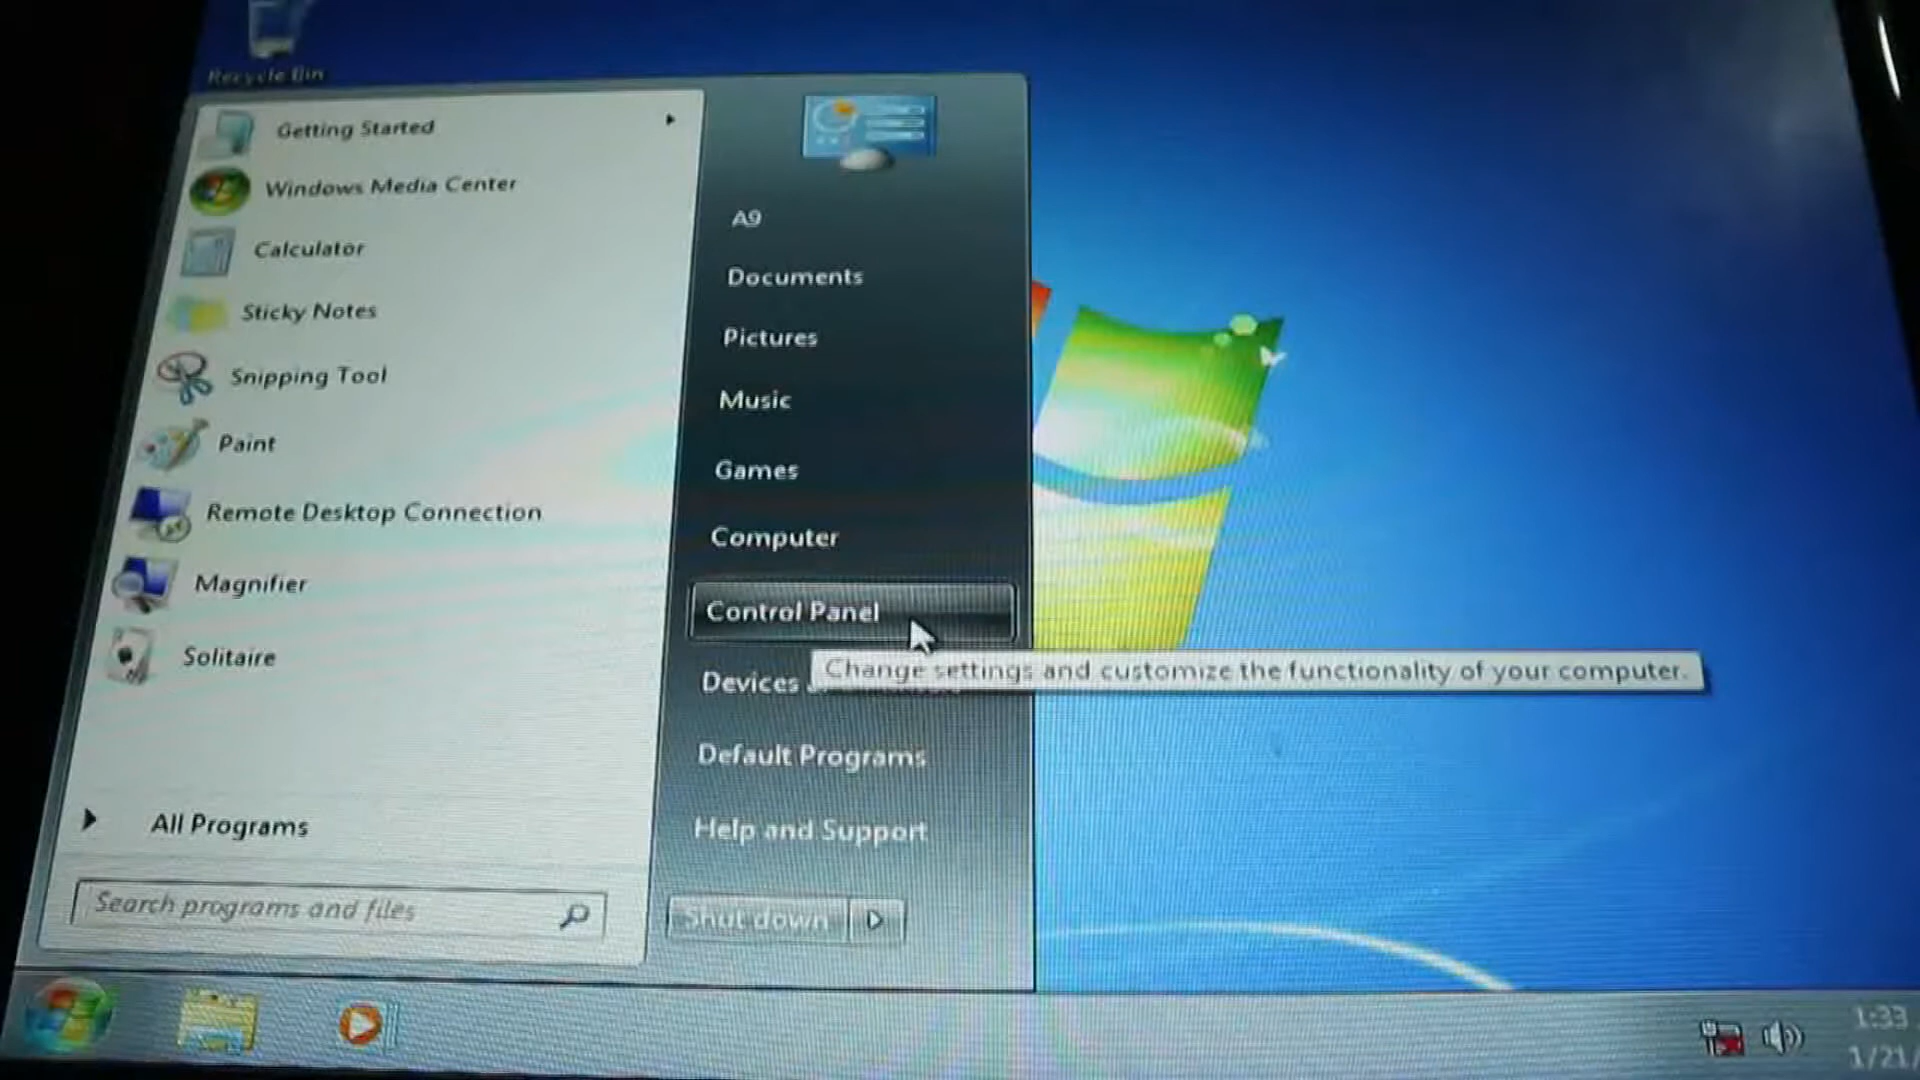 Recycle Bin
Getting Started
Windows Media Center
Calculator
Sticky Notes
Snipping Tool
Paint
Remote Desktop Connection
Magnifier
Solitaire
All Programs
Search programs and files
A9
Documents
Pictures
Music
Games
Computer
Control Panel
Change settings and customize the functionality of your computer.
Devices
Default Programs
Help and Support
Shut down
1:33
1/21/